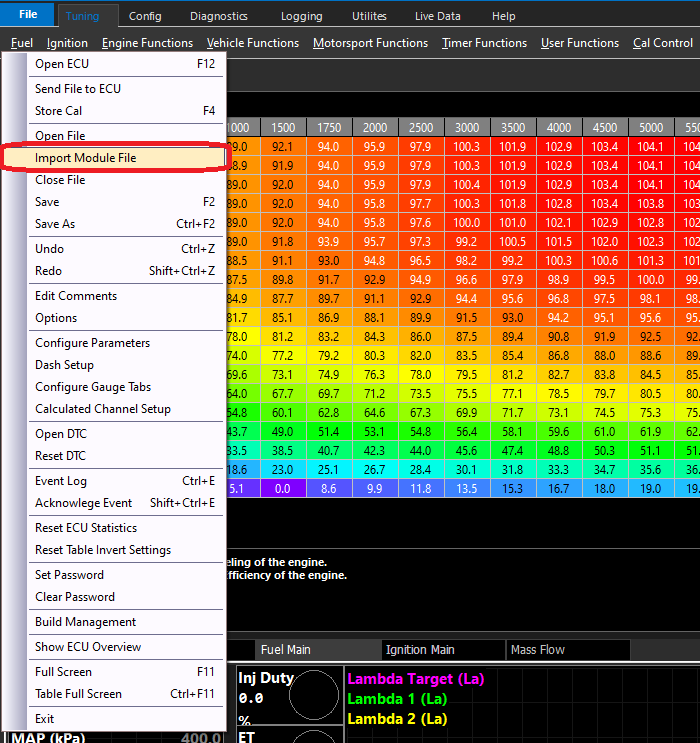 File Tuning Config Diagnostics Logging Utilites Live Data Help
Fuel Ignition Engine Functions Vehicle Functions Motorsport Functions Timer Functions User Functions Cal Control
Open ECU F12
Send File to ECU
Store Cal F4
Open File
Import Module File
Close File
Save F2
Save As Ctrl+F2
Undo Ctrl+Z
Redo Shift+Ctrl+Z
Edit Comments
Options
Configure Parameters
Dash Setup
Configure Gauge Tabs
Calculated Channel Setup
Open DTC
Reset DTC
Event Log Ctrl+E
Acknowlege Event Shift+Ctrl+E
Reset ECU Statistics
Reset Table Invert Settings
Set Password
Clear Password
Build Management
Show ECU Overview
Full Screen F11
Table Full Screen Ctrl+F11
Exit
1000 1500 1750 2000 2500 3000 3500 4000 4500 5000 550
89.0 92.1 94.0 95.9 97.9 100.3 101.9 102.9 103.4 104.1 104
88.9 91.9 94.0 95.9 97.9 100.3 101.9 102.9 103.4 104.1 104
89.0 92.0 94.0 95.9 97.9 100.4 101.9 102.9 103.4 104.1 104
89.0 92.0 94.0 95.8 97.7 100.3 101.8 102.8 103.4 103.8 103
89.0 92.0 94.0 95.8 97.6 100.0 101.0 102.1 102.9 102.8 102
89.0 91.8 93.9 95.7 97.3 99.2 100.5 101.5 102.0 102.3 102
88.5 91.1 93.0 94.8 96.5 98.2 99.2 100.3 100.6 101.3 101
87.5 89.8 91.7 92.9 94.9 96.6 97.9 98.9 99.5 100.0 99.
84.9 87.7 89.7 91.1 92.9 94.4 95.6 96.8 97.5 98.1 98.
81.7 85.1 86.9 88.1 89.9 91.5 93.0 94.2 95.1 95.6 95.
78.0 81.2 83.2 84.3 86.0 87.5 89.4 90.8 91.9 92.5 92.
74.0 77.2 79.2 80.3 82.0 83.5 85.4 86.8 88.0 88.6 89.
69.6 73.1 74.9 76.3 78.0 79.5 81.2 82.7 83.8 84.5 85.
64.0 67.7 69.7 71.2 73.5 75.5 77.1 78.5 79.7 80.5 80.
54.8 60.1 62.8 64.6 67.3 69.9 71.7 73.1 74.5 75.3 75.
43.7 49.0 51.4 53.1 54.8 56.4 58.1 59.6 61.0 61.9 62.
33.5 38.5 40.7 42.3 44.0 45.6 47.4 48.8 50.3 51.1 51.
18.6 23.0 25.1 26.7 28.4 30.1 31.8 33.3 34.7 35.6 36.
5.1 0.0 8.6 9.9 11.8 13.5 15.3 16.7 18.0 19.0 19.
eling of the engine.
fficiency of the engine.
Fuel Main Ignition Main Mass Flow
Inj Duty
0.0
%
ET
Lambda Target (La)
Lambda 1 (La)
Lambda 2 (La)
MAP (kPa) 400.0